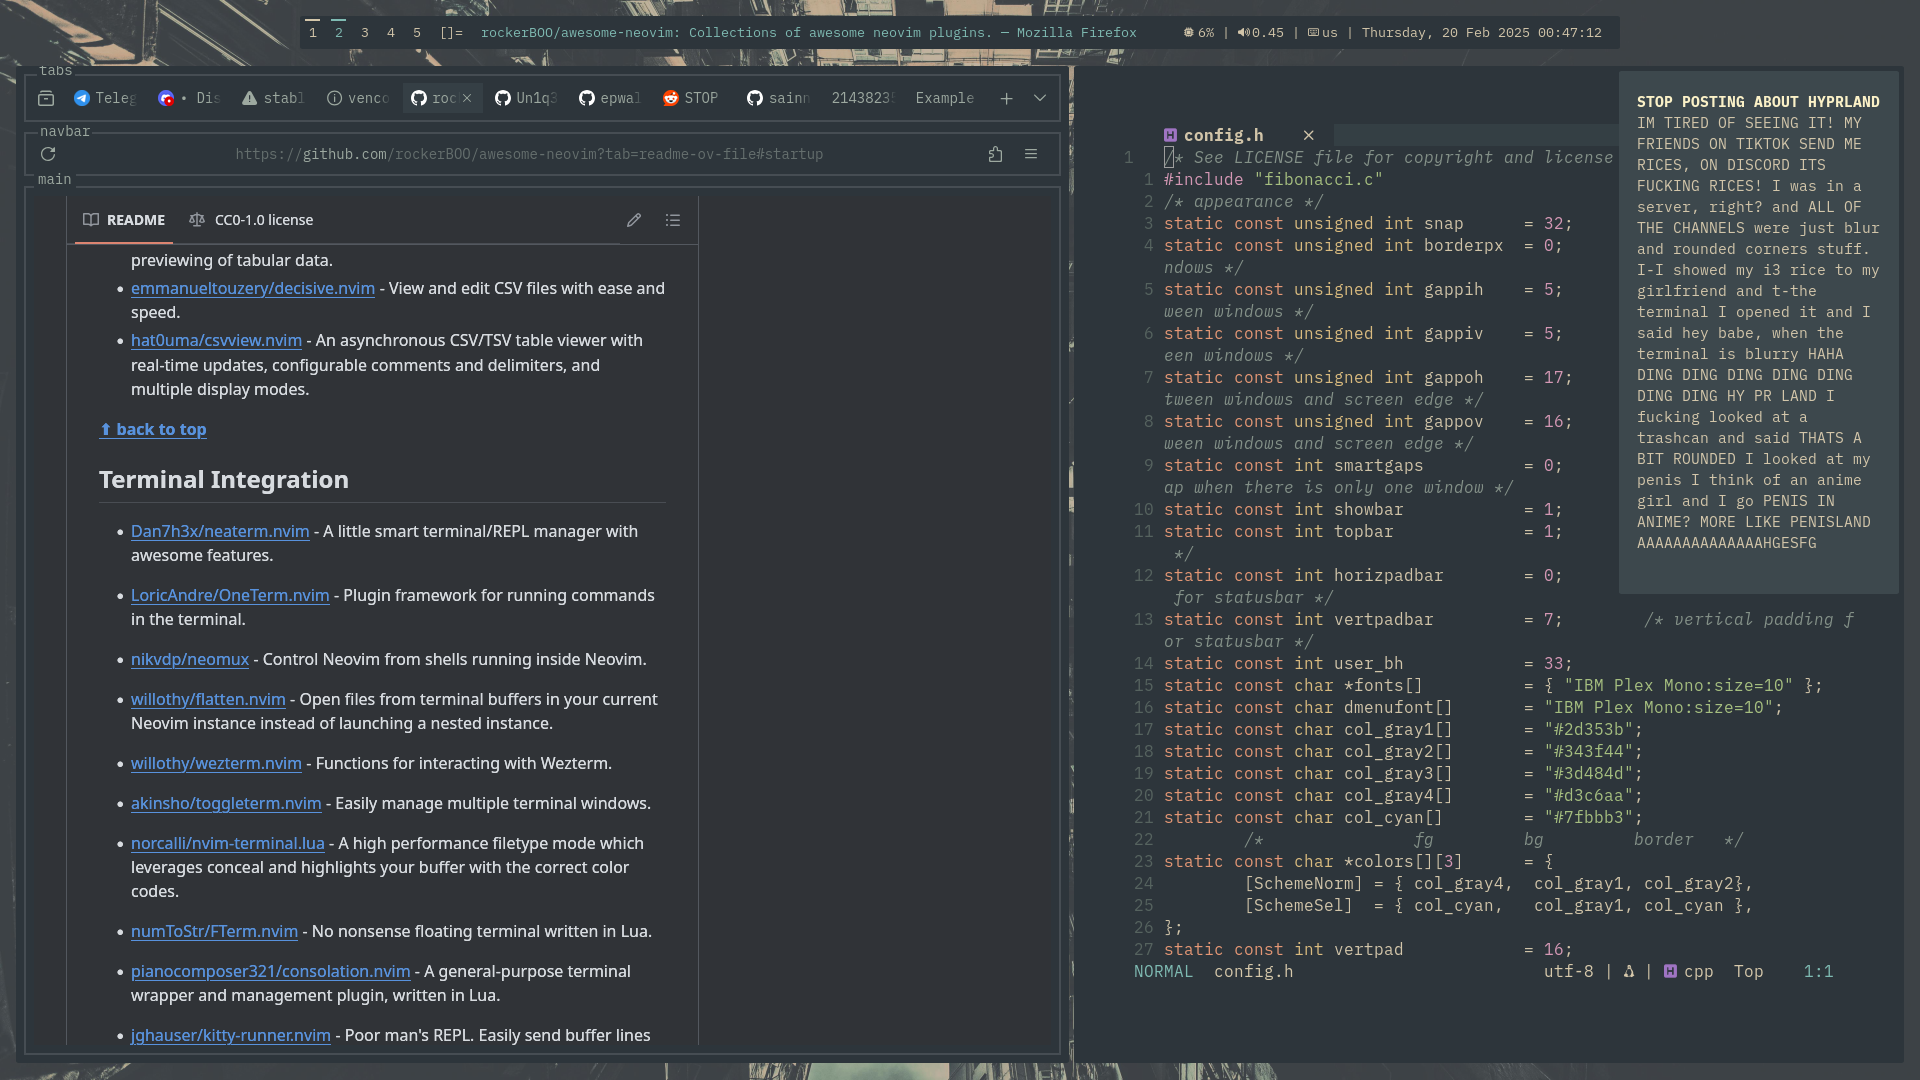 1 2 3 4 5 []= rockerBOO/awesome-neovim: Collections of awesome neovim plugins. — Mozilla Firefox
6% | 0.45 | us | Thursday, 20 Feb 2025 00:47:12
tabs
Teleg • Dis stabl venco roc × Un1q3 epwal STOP sainn 21438235 Example +
navbar
https://github.com/rockerBOO/awesome-neovim?tab=readme-ov-file#startup
main
README CC0-1.0 license
previewing of tabular data.
• emmanueltouzery/decisive.nvim - View and edit CSV files with ease and
speed.
• hat0uma/csvview.nvim - An asynchronous CSV/TSV table viewer with
real-time updates, configurable comments and delimiters, and
multiple display modes.
⬆ back to top
Terminal Integration
• Dan7h3x/neaterm.nvim - A little smart terminal/REPL manager with
awesome features.
• LoricAndre/OneTerm.nvim - Plugin framework for running commands
in the terminal.
• nikvdp/neomux - Control Neovim from shells running inside Neovim.
• willothy/flatten.nvim - Open files from terminal buffers in your current
Neovim instance instead of launching a nested instance.
• willothy/wezterm.nvim - Functions for interacting with Wezterm.
• akinsho/toggleterm.nvim - Easily manage multiple terminal windows.
• norcalli/nvim-terminal.lua - A high performance filetype mode which
leverages conceal and highlights your buffer with the correct color
codes.
• numToStr/FTerm.nvim - No nonsense floating terminal written in Lua.
• pianocomposer321/consolation.nvim - A general-purpose terminal
wrapper and management plugin, written in Lua.
• jghauser/kitty-runner.nvim - Poor man's REPL. Easily send buffer lines
H config.h ×
1 /* See LICENSE file for copyright and license
1 #include "fibonacci.c"
2 /* appearance */
3 static const unsigned int snap = 32;
4 static const unsigned int borderpx = 0;
ndows */
5 static const unsigned int gappih = 5;
ween windows */
6 static const unsigned int gappiv = 5;
een windows */
7 static const unsigned int gappoh = 17;
tween windows and screen edge */
8 static const unsigned int gappov = 16;
ween windows and screen edge */
9 static const int smartgaps = 0;
ap when there is only one window */
10 static const int showbar = 1;
11 static const int topbar = 1;
*/
12 static const int horizpadbar = 0;
for statusbar */
13 static const int vertpadbar = 7; /* vertical padding f
or statusbar */
14 static const int user_bh = 33;
15 static const char *fonts[] = { "IBM Plex Mono:size=10" };
16 static const char dmenufont[] = "IBM Plex Mono:size=10";
17 static const char col_gray1[] = "#2d353b";
18 static const char col_gray2[] = "#343f44";
19 static const char col_gray3[] = "#3d484d";
20 static const char col_gray4[] = "#d3c6aa";
21 static const char col_cyan[] = "#7fbbb3";
22 /* fg bg border */
23 static const char *colors[][3] = {
24 [SchemeNorm] = { col_gray4, col_gray1, col_gray2},
25 [SchemeSel] = { col_cyan, col_gray1, col_cyan },
26 };
27 static const int vertpad = 16;
NORMAL config.h utf-8 | | H cpp Top 1:1
STOP POSTING ABOUT HYPRLAND
IM TIRED OF SEEING IT! MY
FRIENDS ON TIKTOK SEND ME
RICES, ON DISCORD ITS
FUCKING RICES! I was in a
server, right? and ALL OF
THE CHANNELS were just blur
and rounded corners stuff.
I-I showed my i3 rice to my
girlfriend and t-the
terminal I opened it and I
said hey babe, when the
terminal is blurry HAHA
DING DING DING DING DING
DING DING HY PR LAND I
fucking looked at a
trashcan and said THATS A
BIT ROUNDED I looked at my
penis I think of an anime
girl and I go PENIS IN
ANIME? MORE LIKE PENISLAND
AAAAAAAAAAAAAAHGESFG